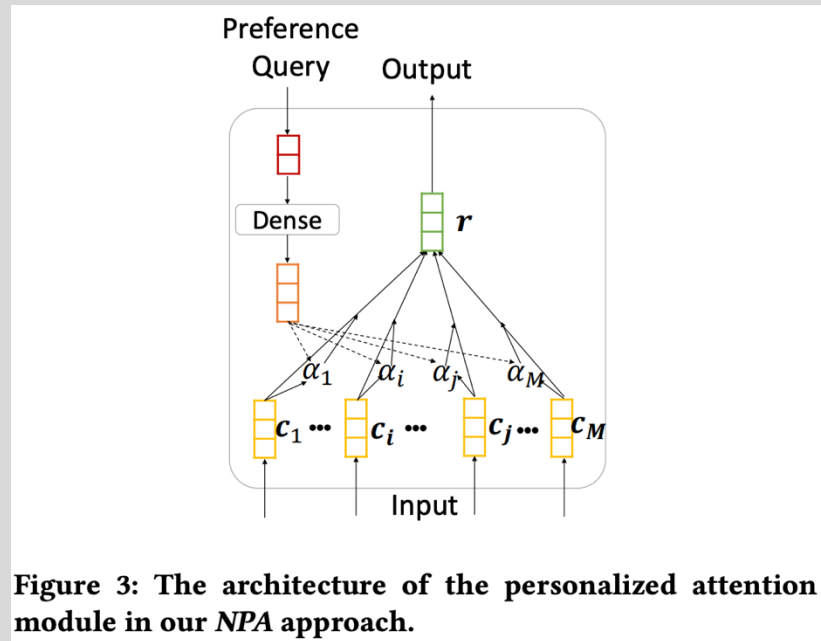 Preference
Query Output
Dense
r
α1 αi αj αM
c1 ••• ci ••• cj ••• cM
Input
Figure 3: The architecture of the personalized attention
module in our NPA approach.